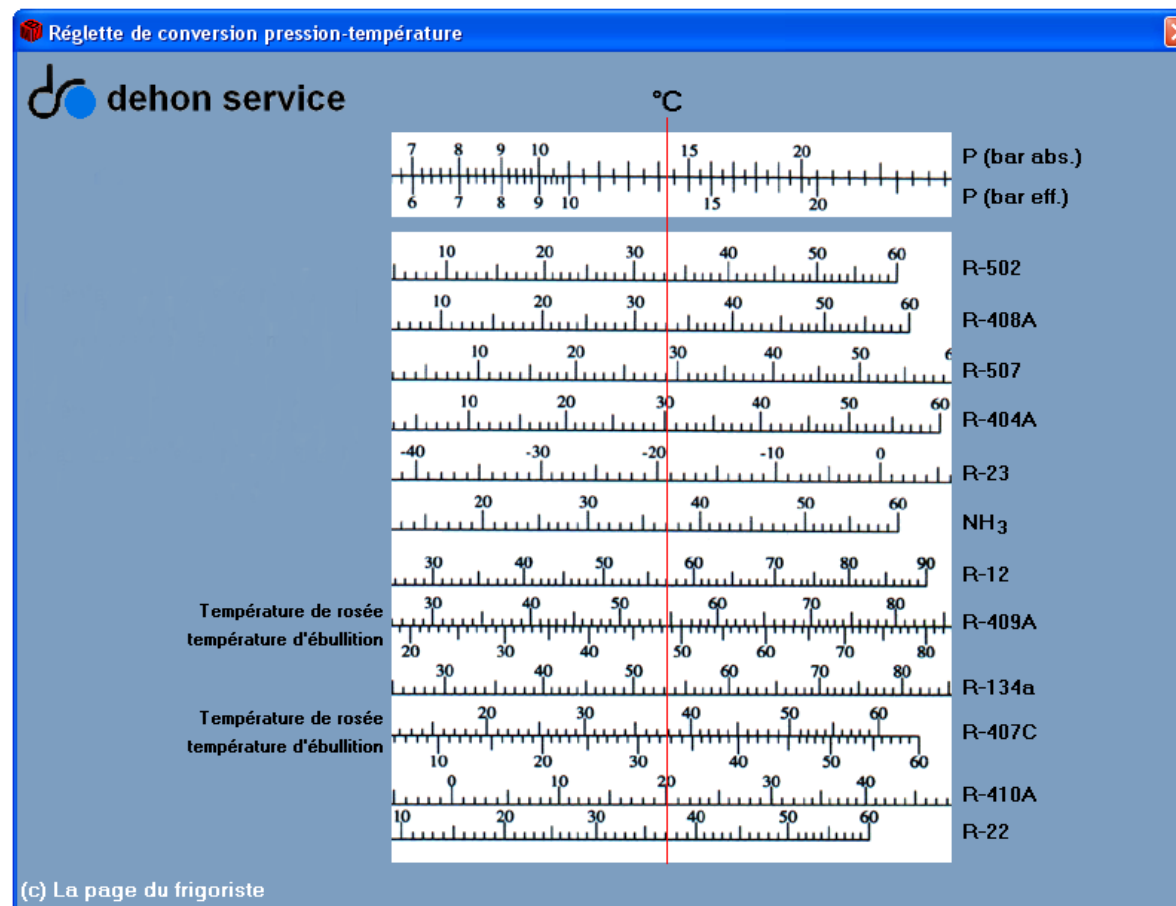 Réglette de conversion pression-température
dehon service
°C
7 8 9 10 15 20
P (bar abs.)
6 7 8 9 10 15 20
P (bar eff.)
10 20 30 40 50 60
R-502
10 20 30 40 50 60
R-408A
10 20 30 40 50 6
R-507
10 20 30 40 50 60
R-404A
-40 -30 -20 -10 0
R-23
20 30 40 50 60
NH3
30 40 50 60 70 80 90
R-12
Température de rosée 30 40 50 60 70 80
R-409A
température d'ébullition 20 30 40 50 60 70 80
30 40 50 60 70 80
R-134a
Température de rosée 20 30 40 50 60
R-407C
température d'ébullition 10 20 30 40 50 60
0 10 20 30 40
R-410A
10 20 30 40 50 60
R-22
(c) La page du frigoriste